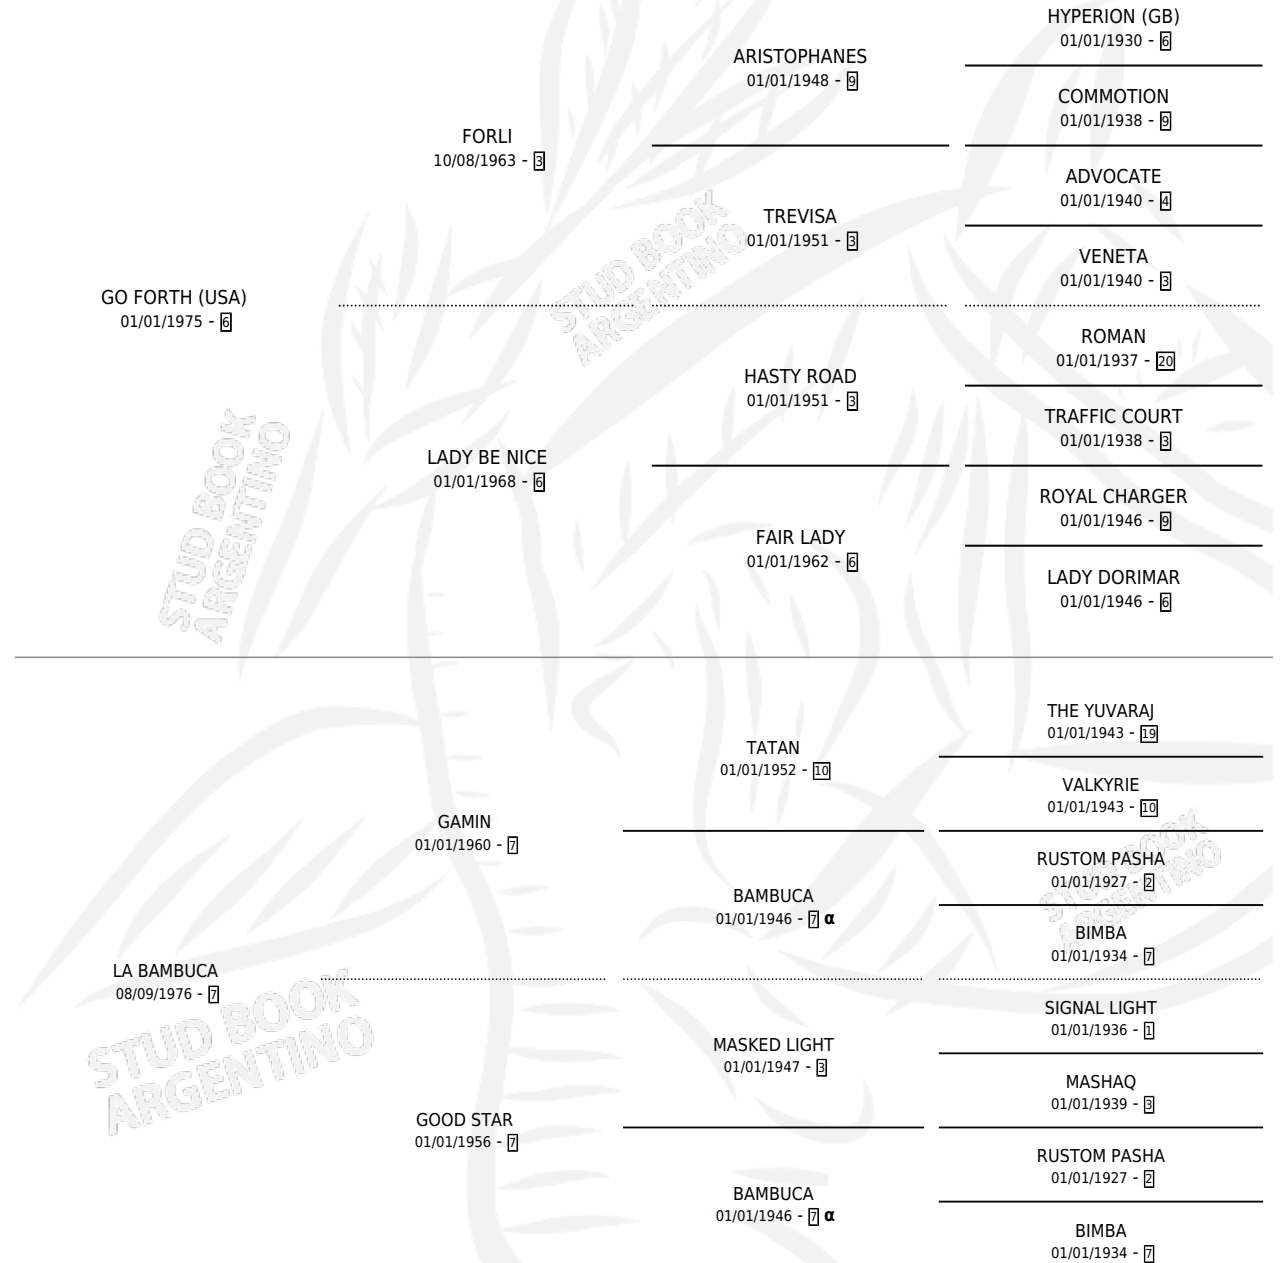 HYPERION (GB)
01/01/1930 - 6
ARISTOPHANES
01/01/1948 - 9
COMMOTION
01/01/1938 - 9
FORLI
10/08/1963 - 3
ADVOCATE
01/01/1940 - 4
TREVISA
01/01/1951 - 3
VENETA
01/01/1940 - 3
GO FORTH (USA)
01/01/1975 - 6
ROMAN
01/01/1937 - 20
HASTY ROAD
01/01/1951 - 3
TRAFFIC COURT
01/01/1938 - 3
LADY BE NICE
01/01/1968 - 6
ROYAL CHARGER
01/01/1946 - 9
FAIR LADY
01/01/1962 - 6
LADY DORIMAR
01/01/1946 - 6
THE YUVARAJ
01/01/1943 - 19
TATAN
01/01/1952 - 10
VALKYRIE
01/01/1943 - 10
GAMIN
01/01/1960 - 7
RUSTOM PASHA
01/01/1927 - 2
BAMBUCA
01/01/1946 - 7 α
BIMBA
01/01/1934 - 7
LA BAMBUCA
08/09/1976 - 7
SIGNAL LIGHT
01/01/1936 - 1
MASKED LIGHT
01/01/1947 - 3
MASHAQ
01/01/1939 - 3
GOOD STAR
01/01/1956 - 7
RUSTOM PASHA
01/01/1927 - 2
BAMBUCA
01/01/1946 - 7 α
BIMBA
01/01/1934 - 7
STUD BOOK
ARGENTINO
STUD BOOK
ARGENTINO
STUD BOOK
ARGENTINO
STUD BOOK
ARGENTINO